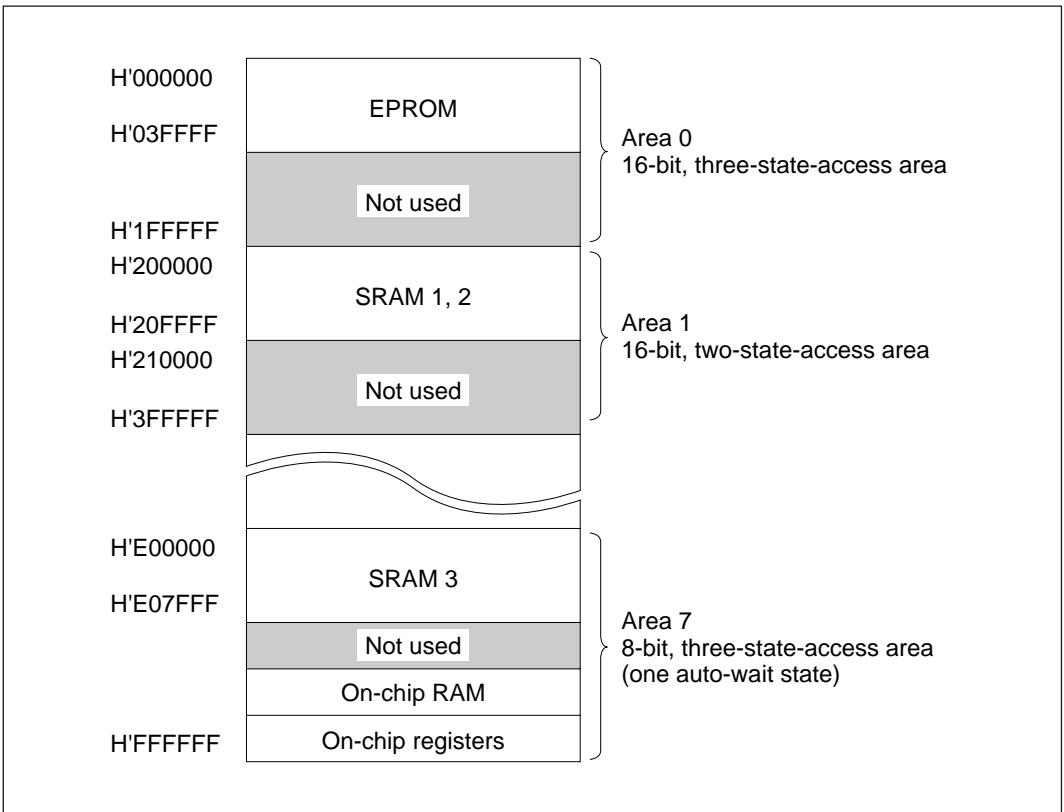 H'000000
EPROM
H'03FFFF
Area 0
16-bit, three-state-access area
Not used
H'1FFFFF
H'200000
SRAM 1, 2
H'20FFFF
Area 1
16-bit, two-state-access area
H'210000
Not used
H'3FFFFF
H'E00000
SRAM 3
H'E07FFF
Area 7
8-bit, three-state-access area
(one auto-wait state)
Not used
On-chip RAM
H'FFFFFF
On-chip registers